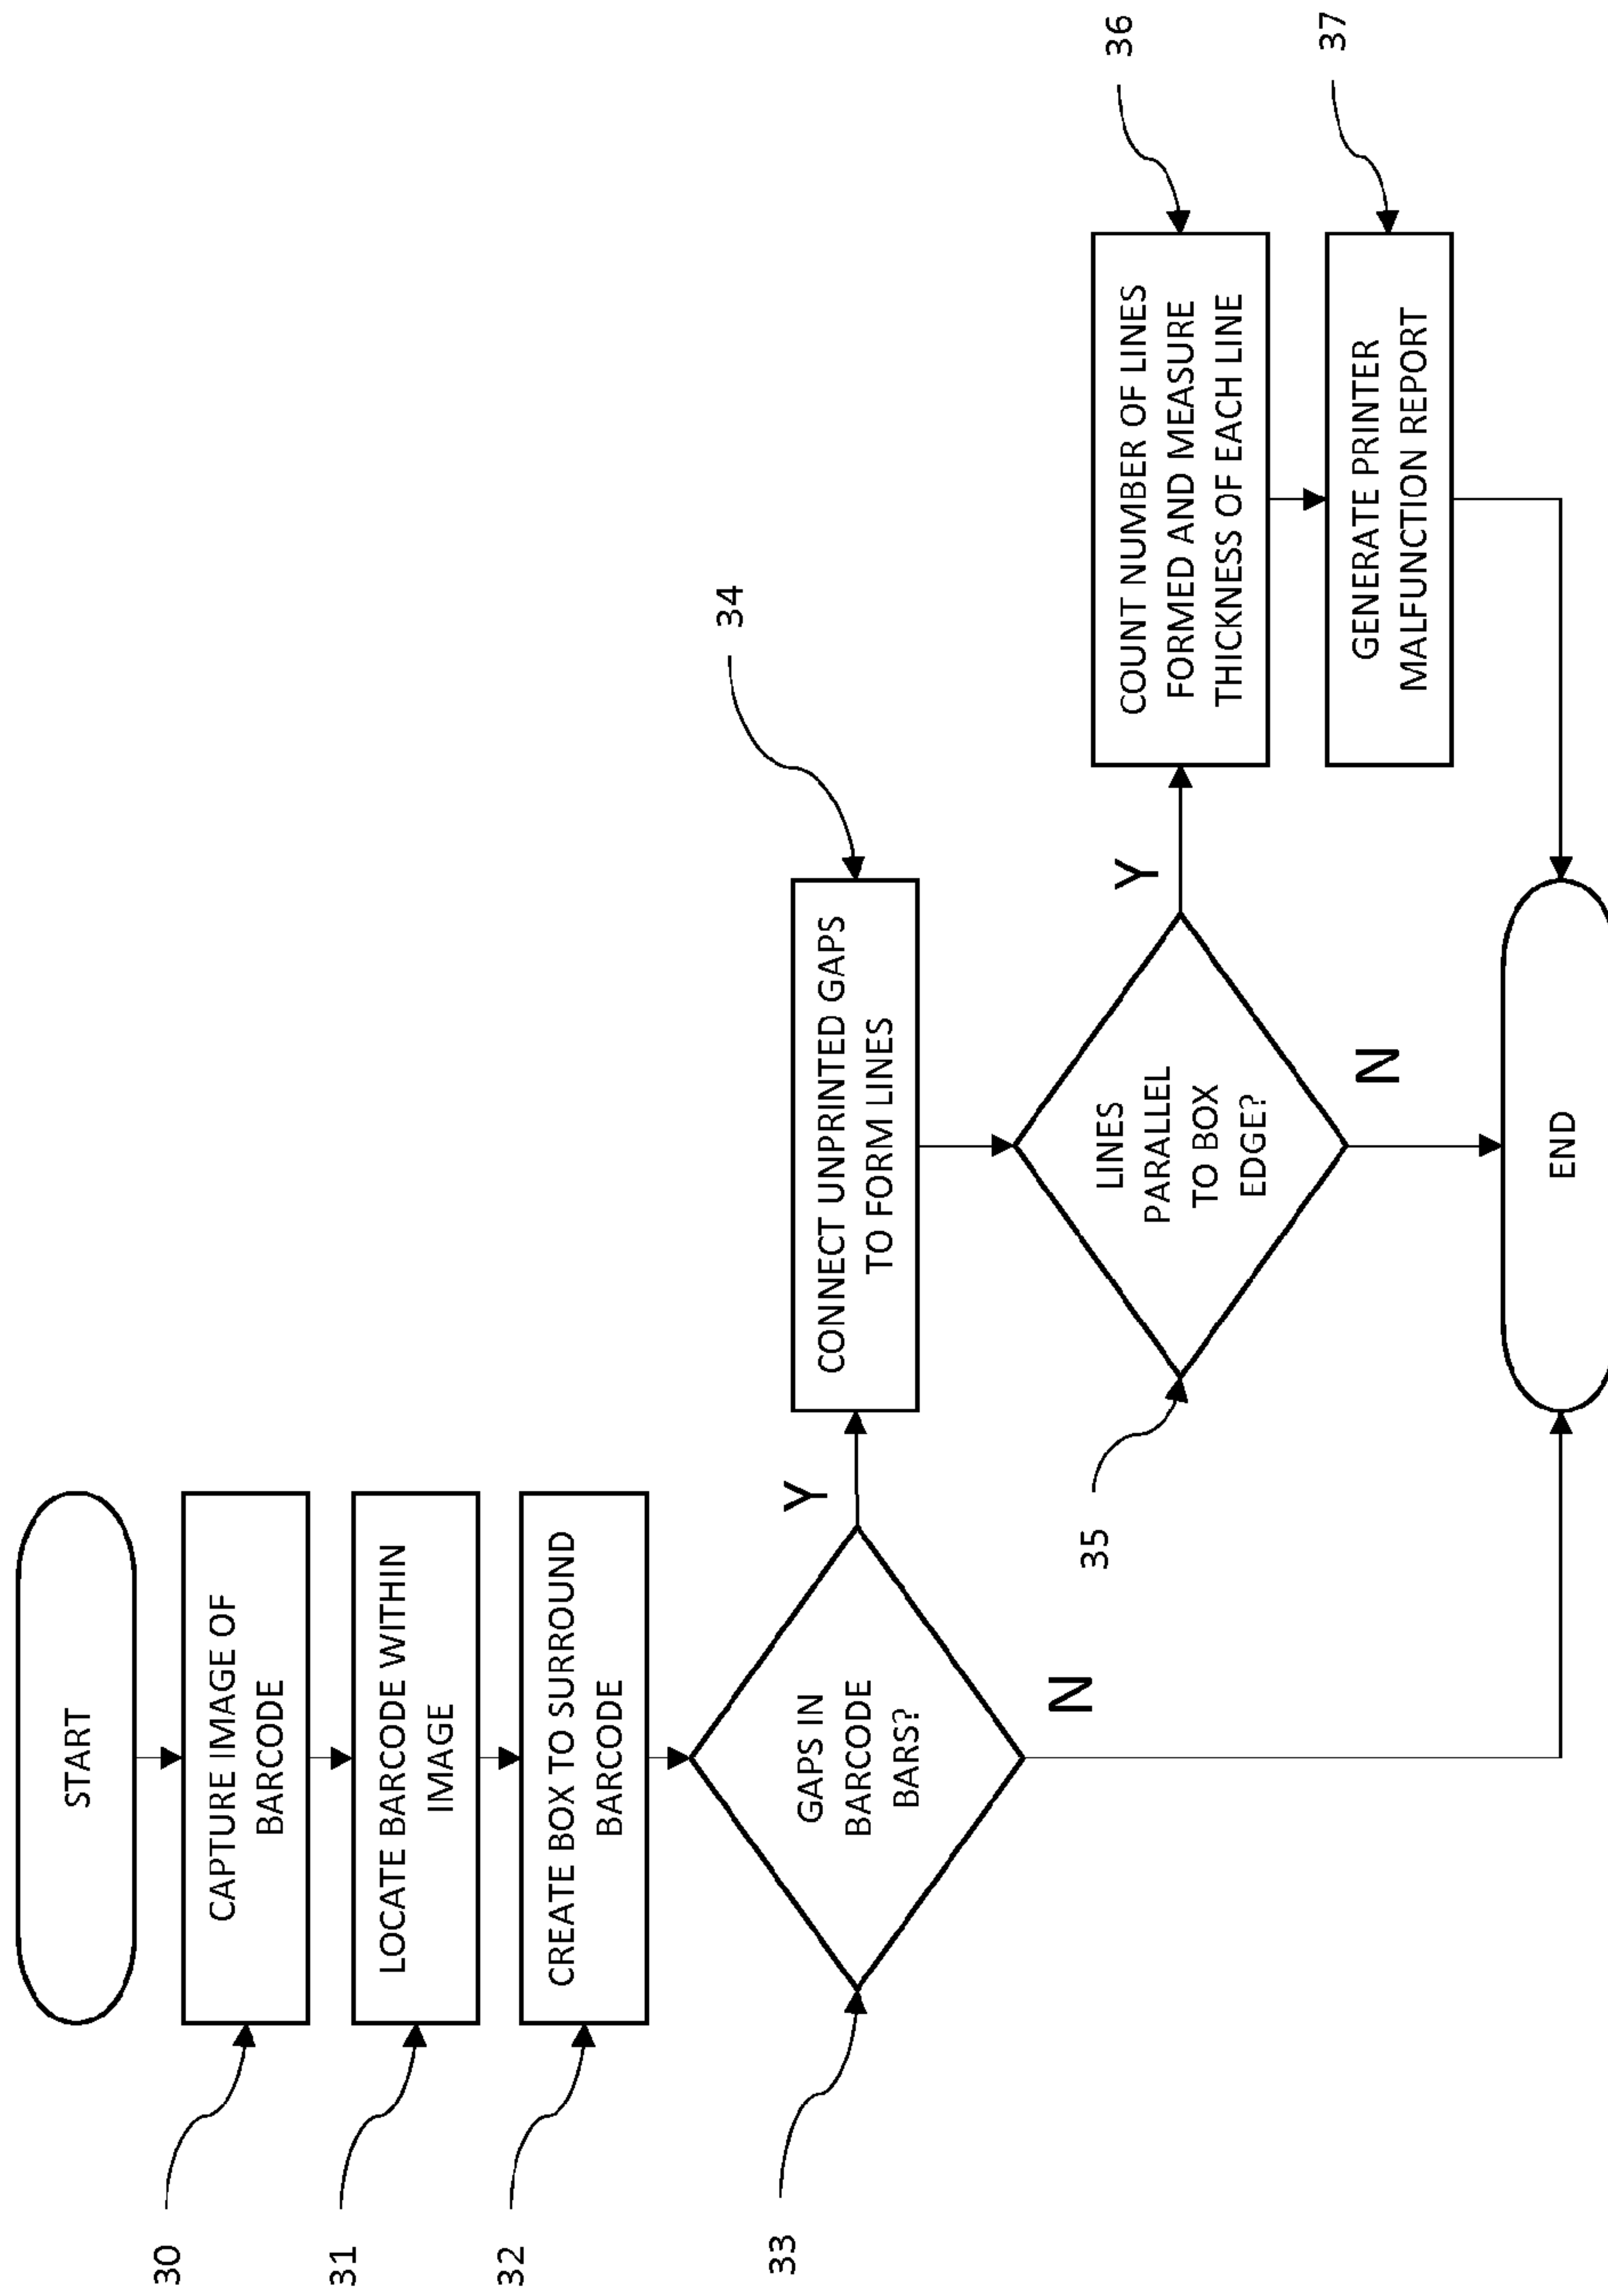 START
30
CAPTURE IMAGE OF
BARCODE
31
LOCATE BARCODE WITHIN
IMAGE
32
CREATE BOX TO SURROUND
BARCODE
33
GAPS IN
BARCODE
BARS?
Y
N
34
CONNECT UNPRINTED GAPS
TO FORM LINES
35
LINES
PARALLEL
TO BOX
EDGE?
Y
N
36
COUNT NUMBER OF LINES
FORMED AND MEASURE
THICKNESS OF EACH LINE
37
GENERATE PRINTER
MALFUNCTION REPORT
END